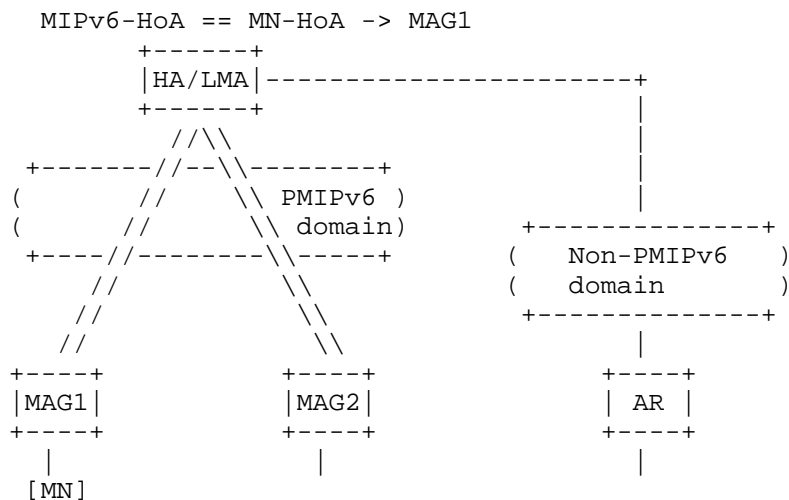 MIPv6-HoA == MN-HoA -> MAG1
HA/LMA
PMIPv6
domain
Non-PMIPv6
domain
MAG1
MAG2
AR
[MN]